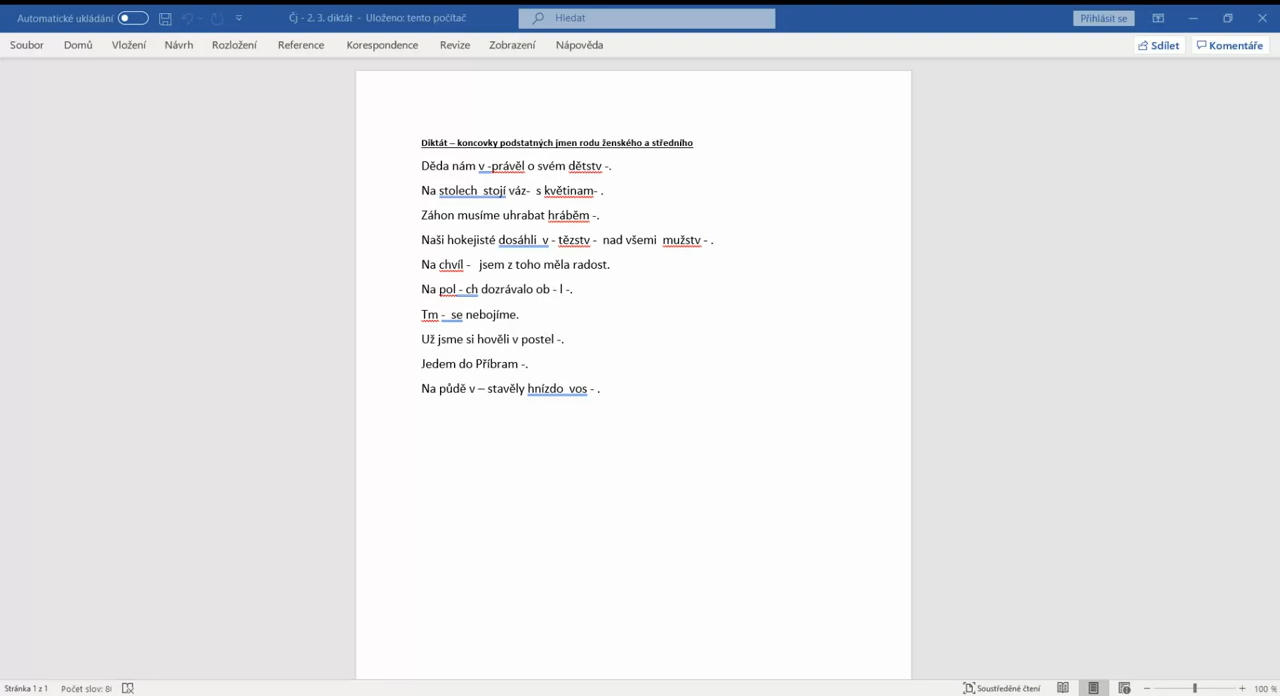 Automatické ukládání Čj - 2. 3. diktát - Uloženo: tento počítač Hledat Přihlásit se
Soubor Domů Vložení Návrh Rozložení Reference Korespondence Revize Zobrazení Nápověda Sdílet Komentáře
Diktát – koncovky podstatných jmen rodu ženského a středního
Děda nám v -právěl o svém dětstv -.
Na stolech stojí váz- s květinam- .
Záhon musíme uhrabat hráběm -.
Naši hokejisté dosáhli v - tězstv - nad všemi mužstv - .
Na chvíl - jsem z toho měla radost.
Na pol - ch dozrávalo ob - l -.
Tm - se nebojíme.
Už jsme si hověli v postel -.
Jedem do Příbram -.
Na půdě v – stavěly hnízdo vos - .
Stránka 1 z 1 Počet slov: Soustředěné čtení 100 %